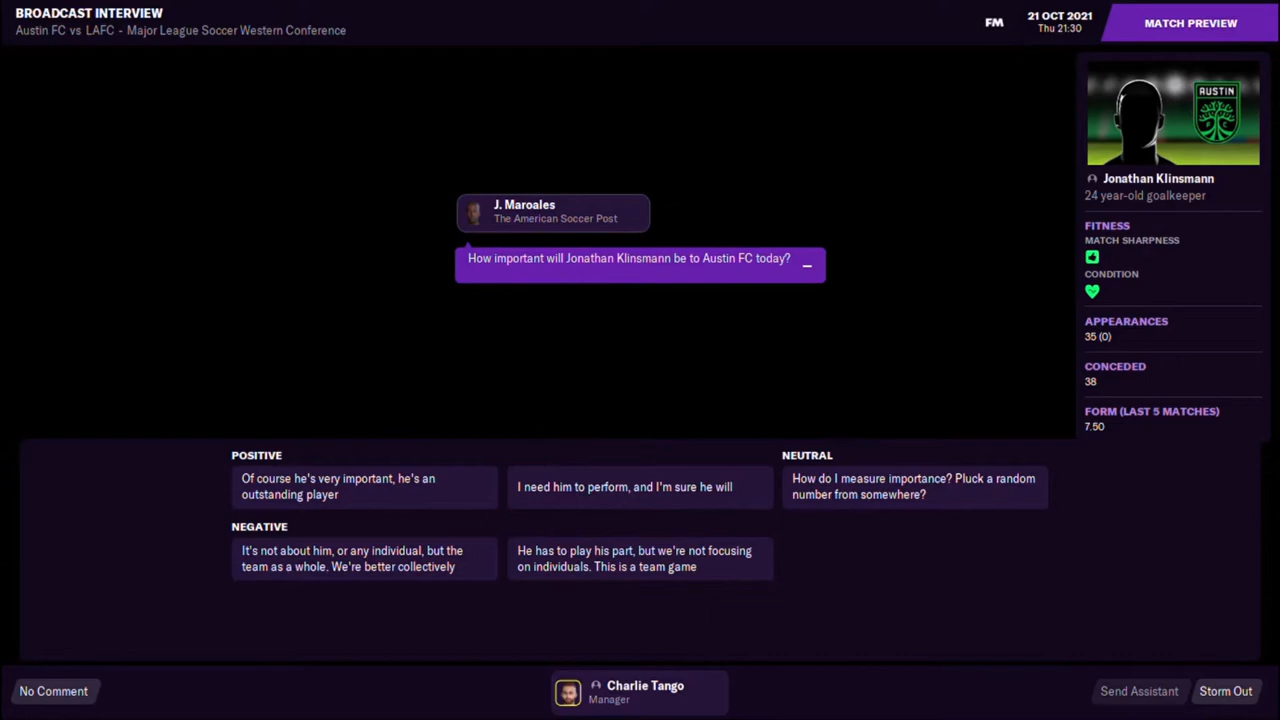 BROADCAST INTERVIEW
Austin FC vs LAFC - Major League Soccer Western Conference
FM
21 OCT 2021
Thu 21:30
MATCH PREVIEW
AUSTIN
FC
Jonathan Klinsmann
24 year-old goalkeeper
FITNESS
MATCH SHARPNESS
CONDITION
APPEARANCES
35 (0)
CONCEDED
38
FORM (LAST 5 MATCHES)
7.50
J. Maroales
The American Soccer Post
How important will Jonathan Klinsmann be to Austin FC today?
POSITIVE
Of course he's very important, he's an
outstanding player
I need him to perform, and I'm sure he will
NEUTRAL
How do I measure importance? Pluck a random
number from somewhere?
NEGATIVE
It's not about him, or any individual, but the
team as a whole. We're better collectively
He has to play his part, but we're not focusing
on individuals. This is a team game
No Comment
Charlie Tango
Manager
Send Assistant
Storm Out